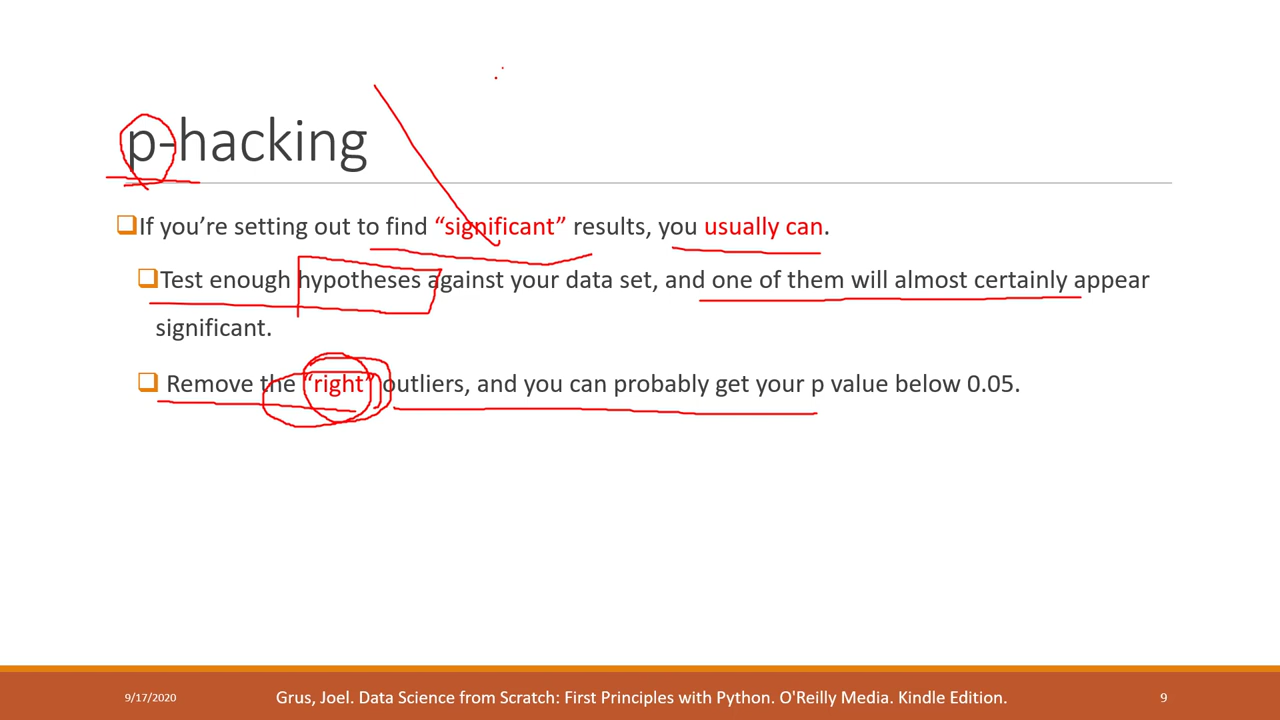 p-hacking
If you’re setting out to find “significant” results, you usually can.
Test enough hypotheses against your data set, and one of them will almost certainly appear
significant.
Remove the “right” outliers, and you can probably get your p value below 0.05.
9/17/2020
Grus, Joel. Data Science from Scratch: First Principles with Python. O'Reilly Media. Kindle Edition.
9